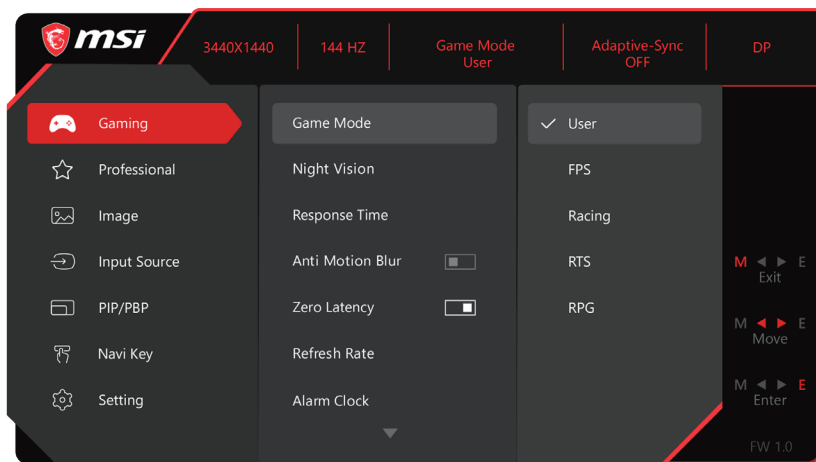 msi
3440X1440
144 HZ
Game Mode
User
Adaptive-Sync
OFF
DP
Gaming
Professional
Image
Input Source
PIP/PBP
Navi Key
Setting
Game Mode
Night Vision
Response Time
Anti Motion Blur
Zero Latency
Refresh Rate
Alarm Clock
User
FPS
Racing
RTS
RPG
M E
Exit
M E
Move
M E
Enter
FW 1.0